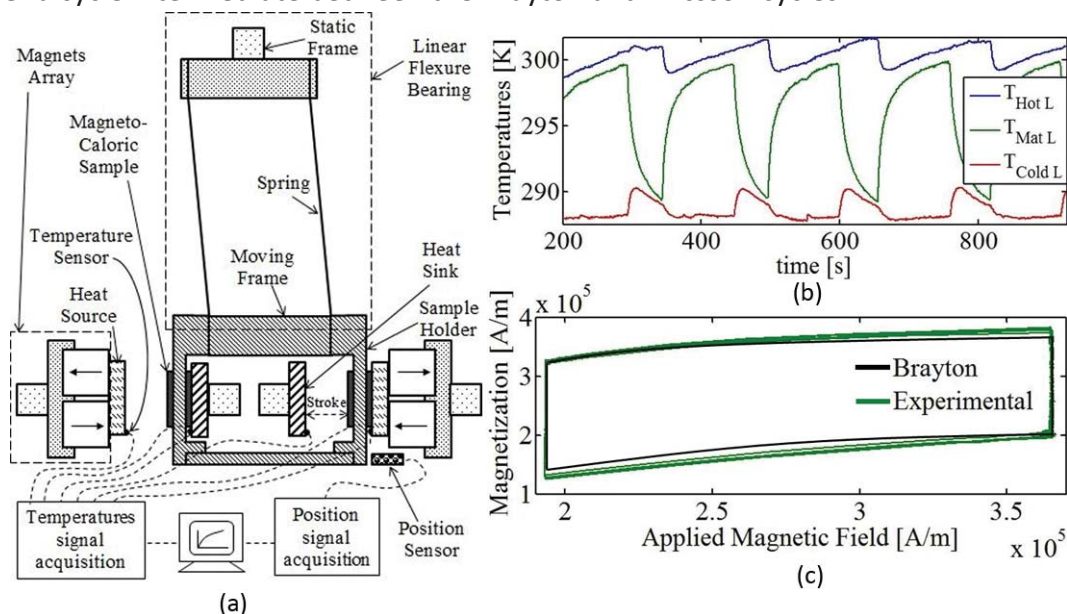 Static
Frame
Magnets
Array
Linear
Flexure
Bearing
Magneto-
Caloric
Sample
Spring
Temperature
Sensor
Moving
Frame
Heat
Sink
Heat
Source
Sample
Holder
Stroke
Temperatures
signal
acquisition
Position
signal
acquisition
Position
Sensor
(a)
Temperatures [K]
300
295
290
200
400
600
800
time [s]
T Hot L
T Mat L
T Cold L
(b)
x 10^5
Magnetization [A/m]
4
3
2
1
Brayton
Experimental
2
2.5
3
3.5
Applied Magnetic Field [A/m]
x 10^5
(c)